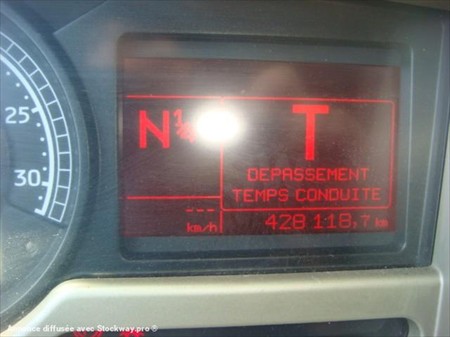 25
30
N
T
DEPASSEMENT
TEMPS CONDUITE
--- km/h
428 118,7 km
Annonce diffusée avec Stockway.pro ®